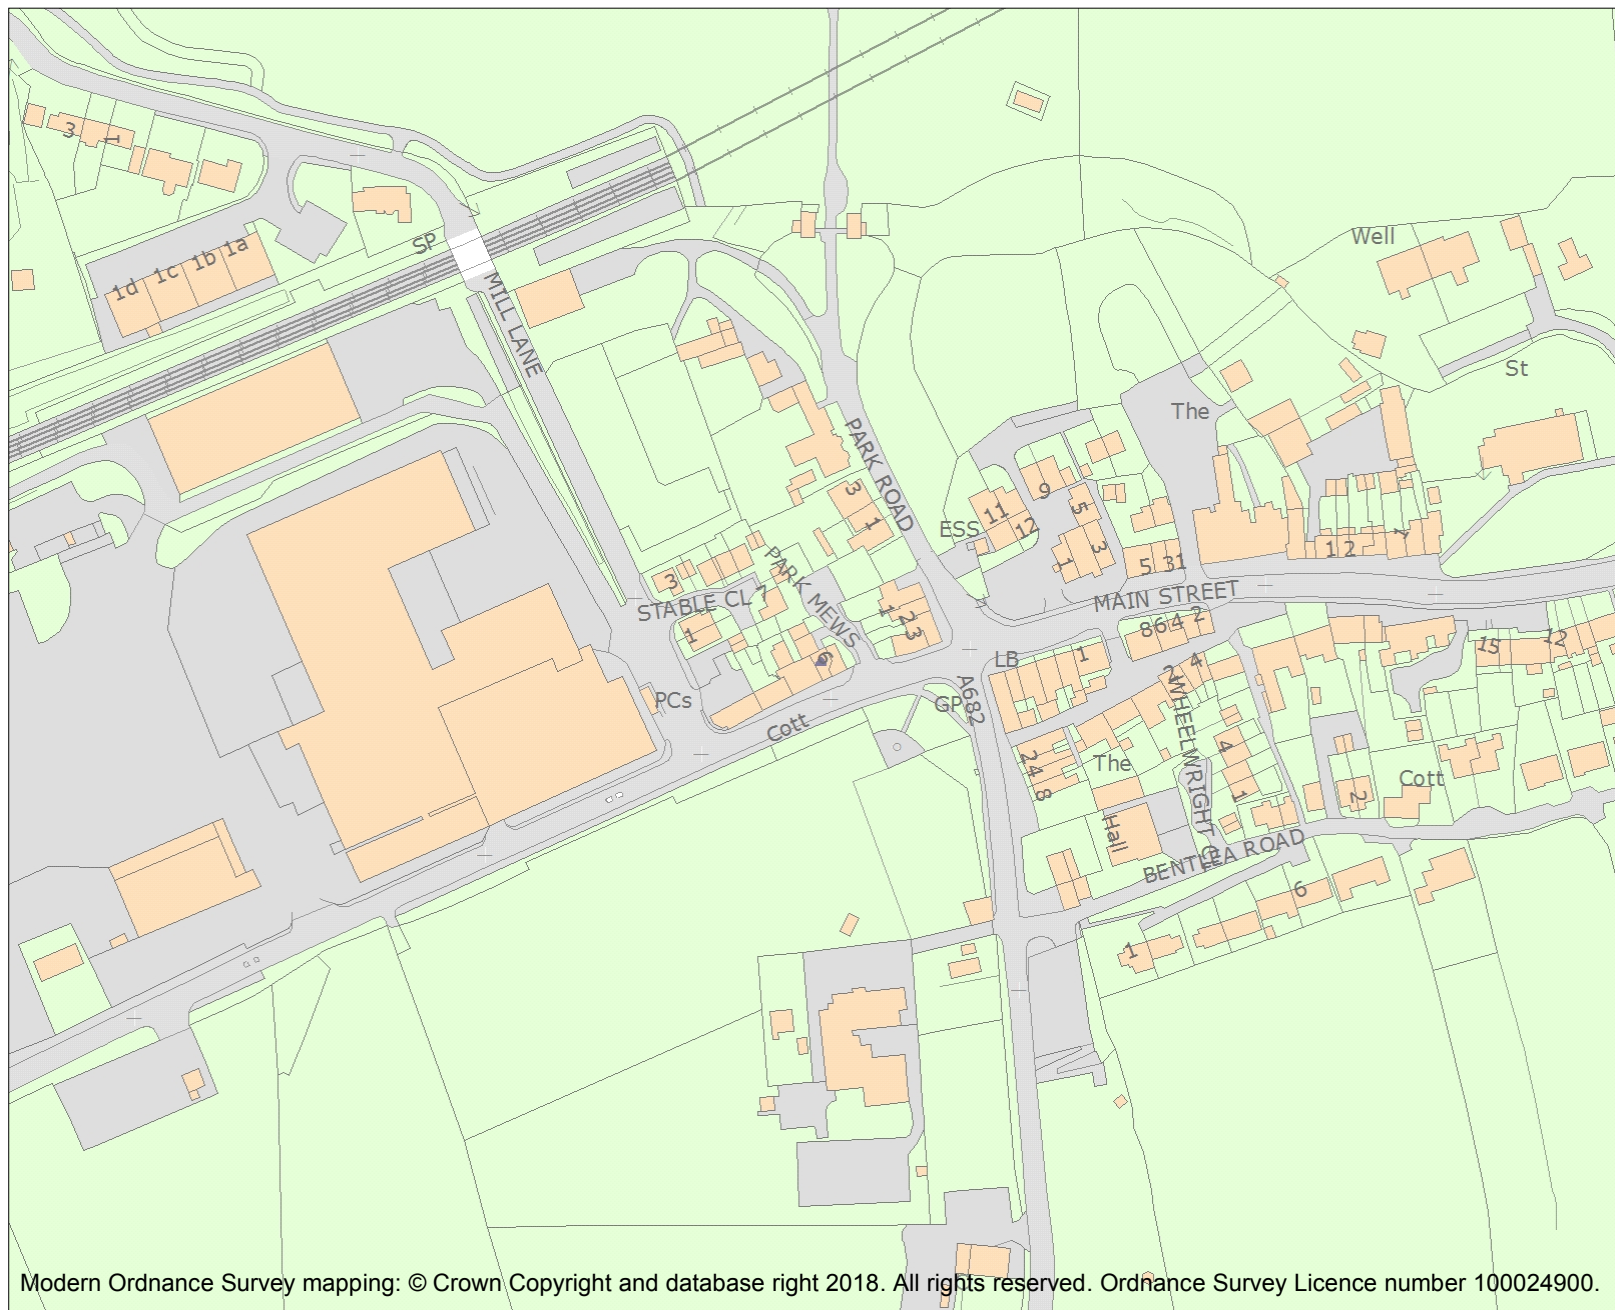 3
1
SP
1d 1c 1b 1a
MILL LANE
Well
St
The
PARK ROAD
3
1
ESS
11
12
9
5
3
1
5 3 1
1 2
7
MAIN STREET
8 6 4 2
3
STABLE CL 7
1
PARK MEWS
6
1
2
3
LB
1
A682
GP
PCs
Cott
2 4
WHEELWRIGHT CL
2
4
8
The
Hall
4
1
15
12
2
Cott
BENTLEA ROAD
6
1
Modern Ordnance Survey mapping: © Crown Copyright and database right 2018. All rights reserved. Ordnance Survey Licence number 100024900.